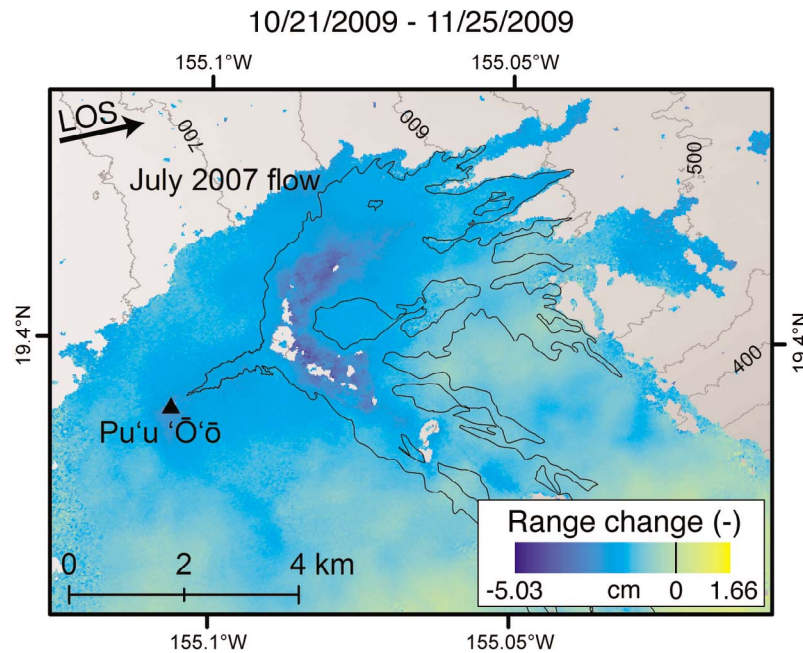 10/21/2009 - 11/25/2009
155.1°W 155.05°W
LOS
700
600
500
July 2007 flow
19.4°N
19.4°N
400
Pu‘u ‘Ō‘ō
Range change (-)
-5.03 cm 0 1.66
0 2 4 km
155.1°W 155.05°W